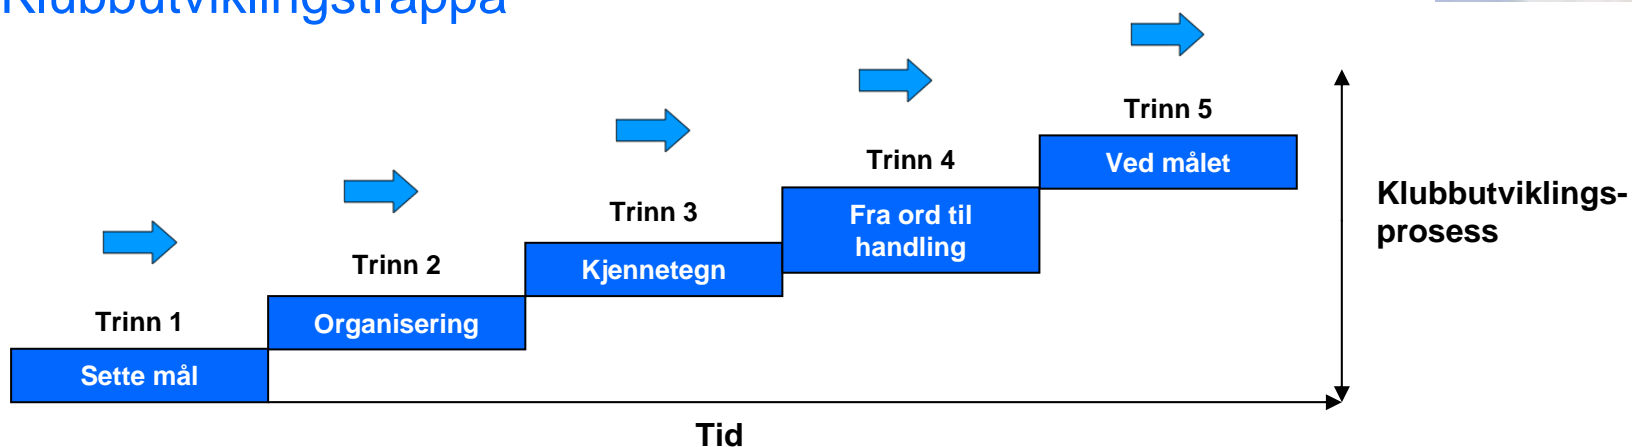 Klubbutviklingstrappa
Trinn 5
Ved målet
Trinn 4
Fra ord til
handling
Klubbutviklings-
prosess
Trinn 3
Kjennetegn
Trinn 2
Organisering
Trinn 1
Sette mål
Tid